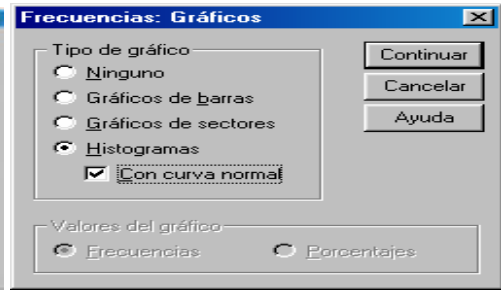 Frecuencias: Gráficos
Tipo de gráfico
Ninguno
Gráficos de barras
Gráficos de sectores
Histogramas
Con curva normal
Continuar
Cancelar
Ayuda
Valores del gráfico
Frecuencias Porcentajes